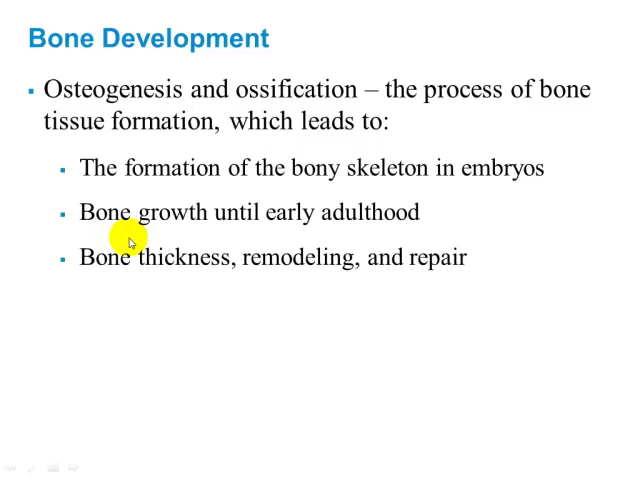 Bone Development
Osteogenesis and ossification – the process of bone
tissue formation, which leads to:
The formation of the bony skeleton in embryos
Bone growth until early adulthood
Bone thickness, remodeling, and repair